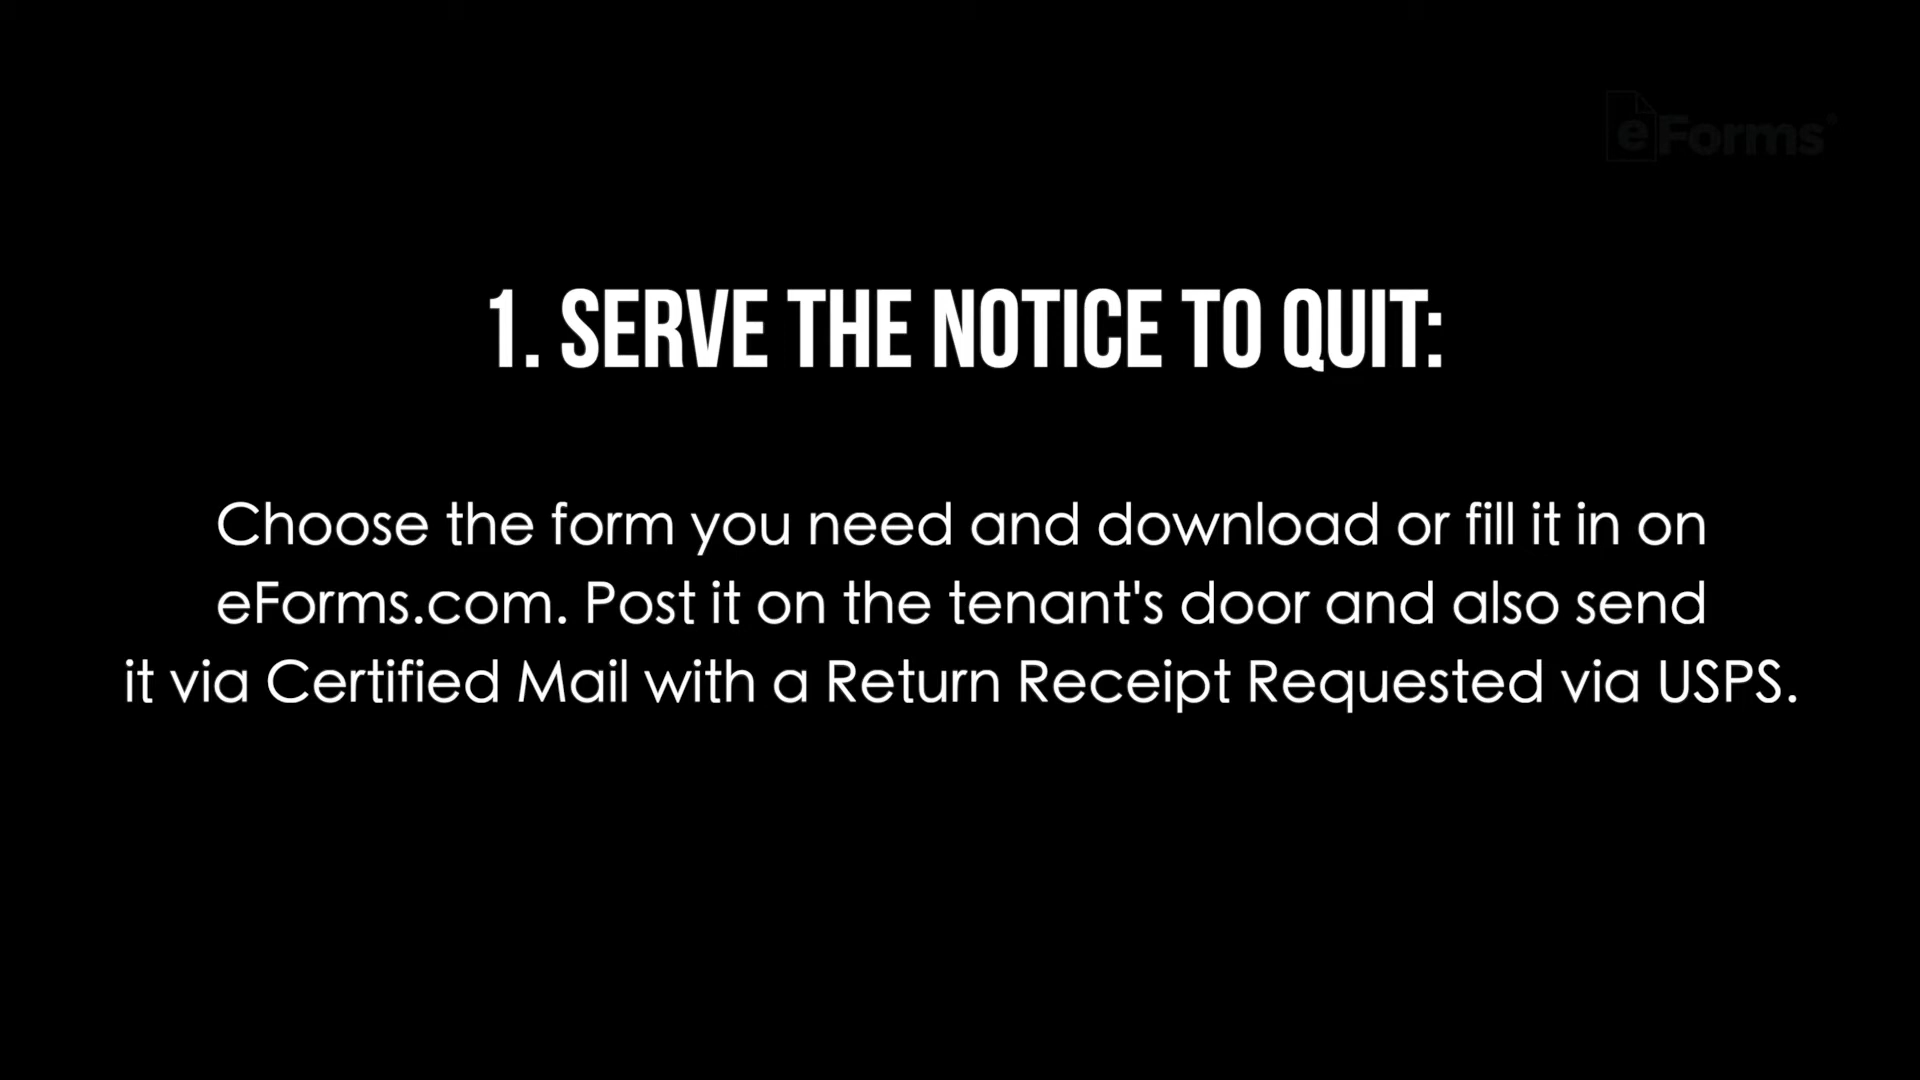 eForms®
1. SERVE THE NOTICE TO QUIT:
Choose the form you need and download or fill it in on
eForms.com. Post it on the tenant's door and also send
it via Certified Mail with a Return Receipt Requested via USPS.